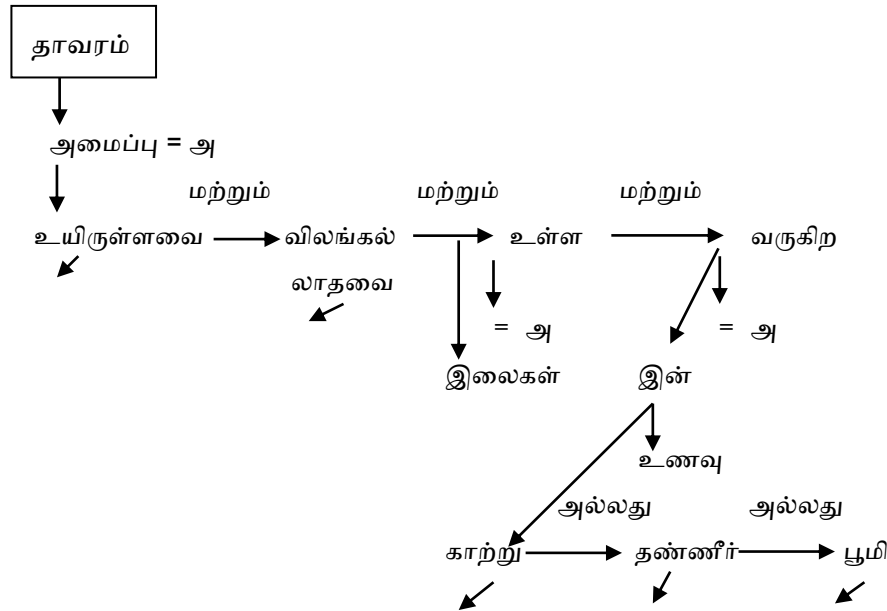 தாவரம்
அமைப்பு = அ
மற்றும் மற்றும் மற்றும்
உயிருள்ளவை விலங்கல் உள்ள வருகிற
லாதவை
= அ = அ
இலைகள் இன்
உணவு
அல்லது அல்லது
காற்று தண்ணீர் பூமி